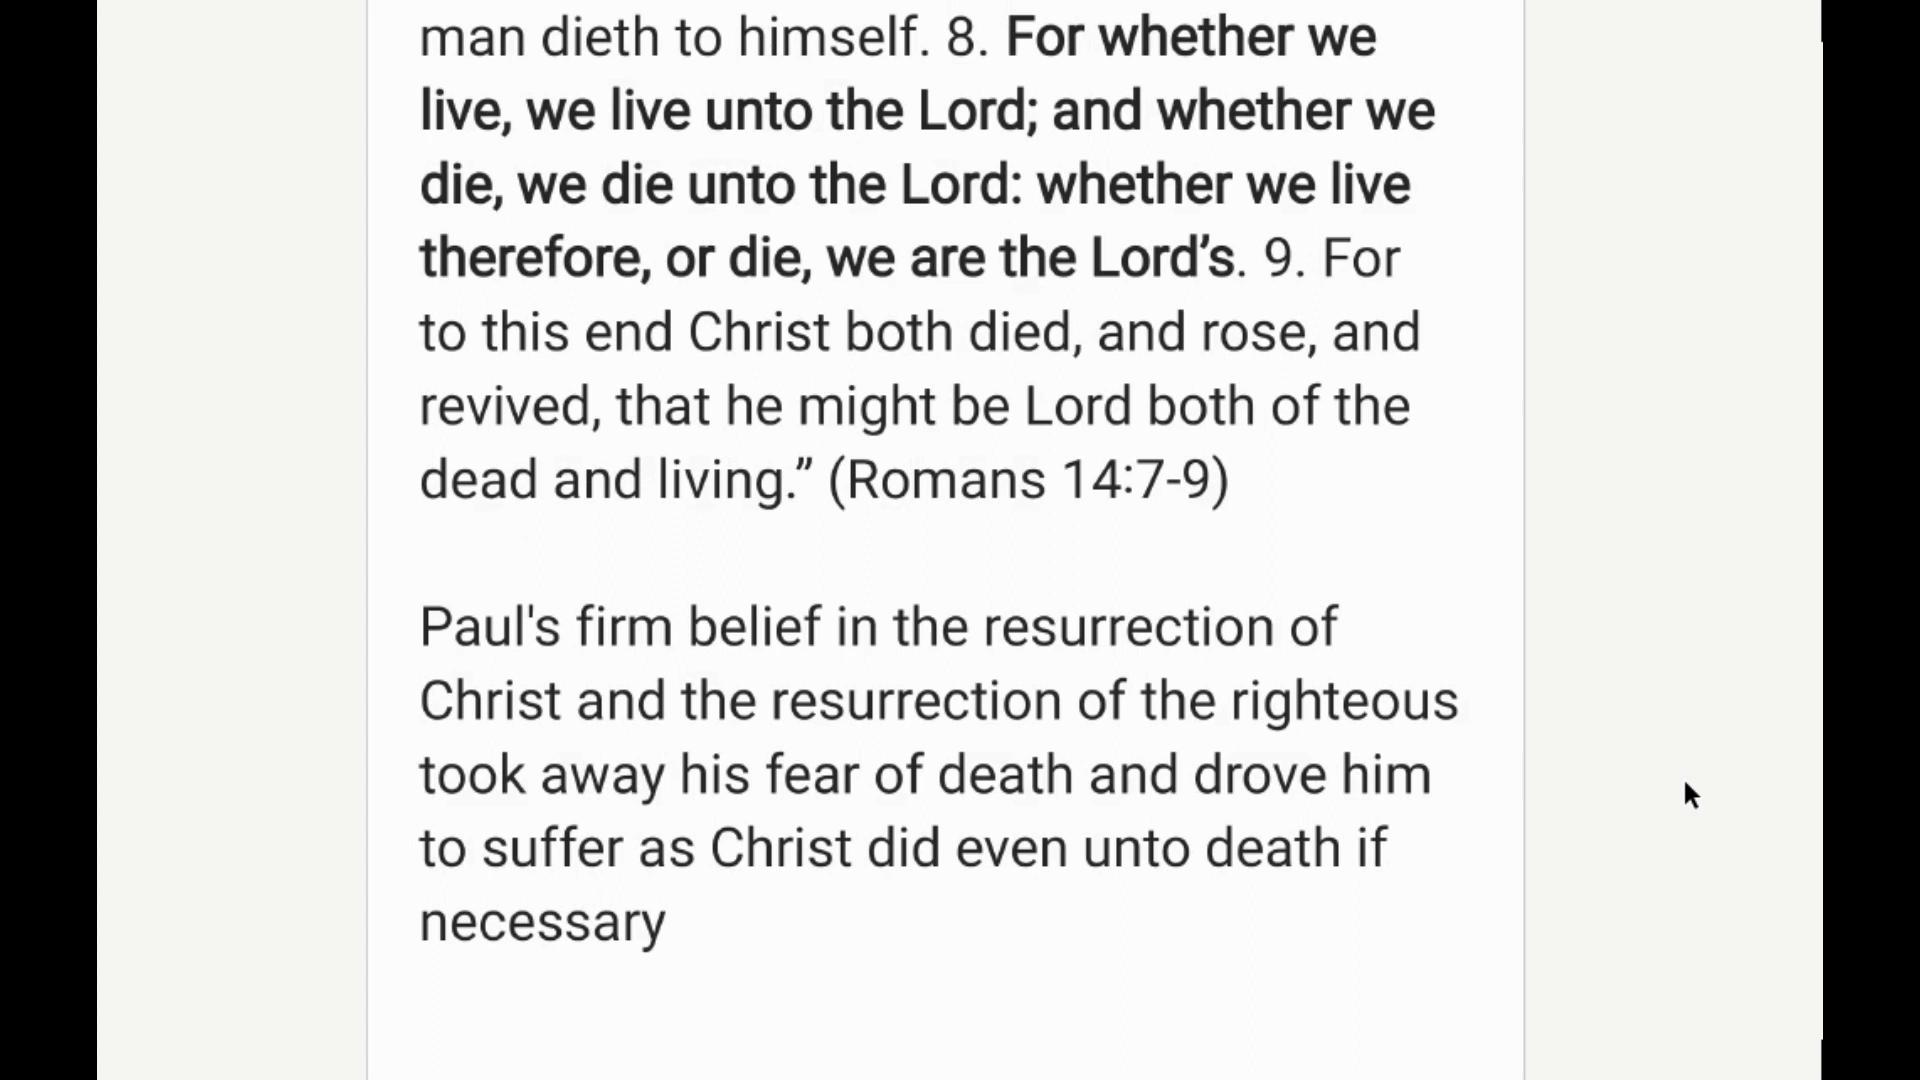 man dieth to himself. 8. For whether we
live, we live unto the Lord; and whether we
die, we die unto the Lord: whether we live
therefore, or die, we are the Lord’s. 9. For
to this end Christ both died, and rose, and
revived, that he might be Lord both of the
dead and living.” (Romans 14:7-9)
Paul's firm belief in the resurrection of
Christ and the resurrection of the righteous
took away his fear of death and drove him
to suffer as Christ did even unto death if
necessary